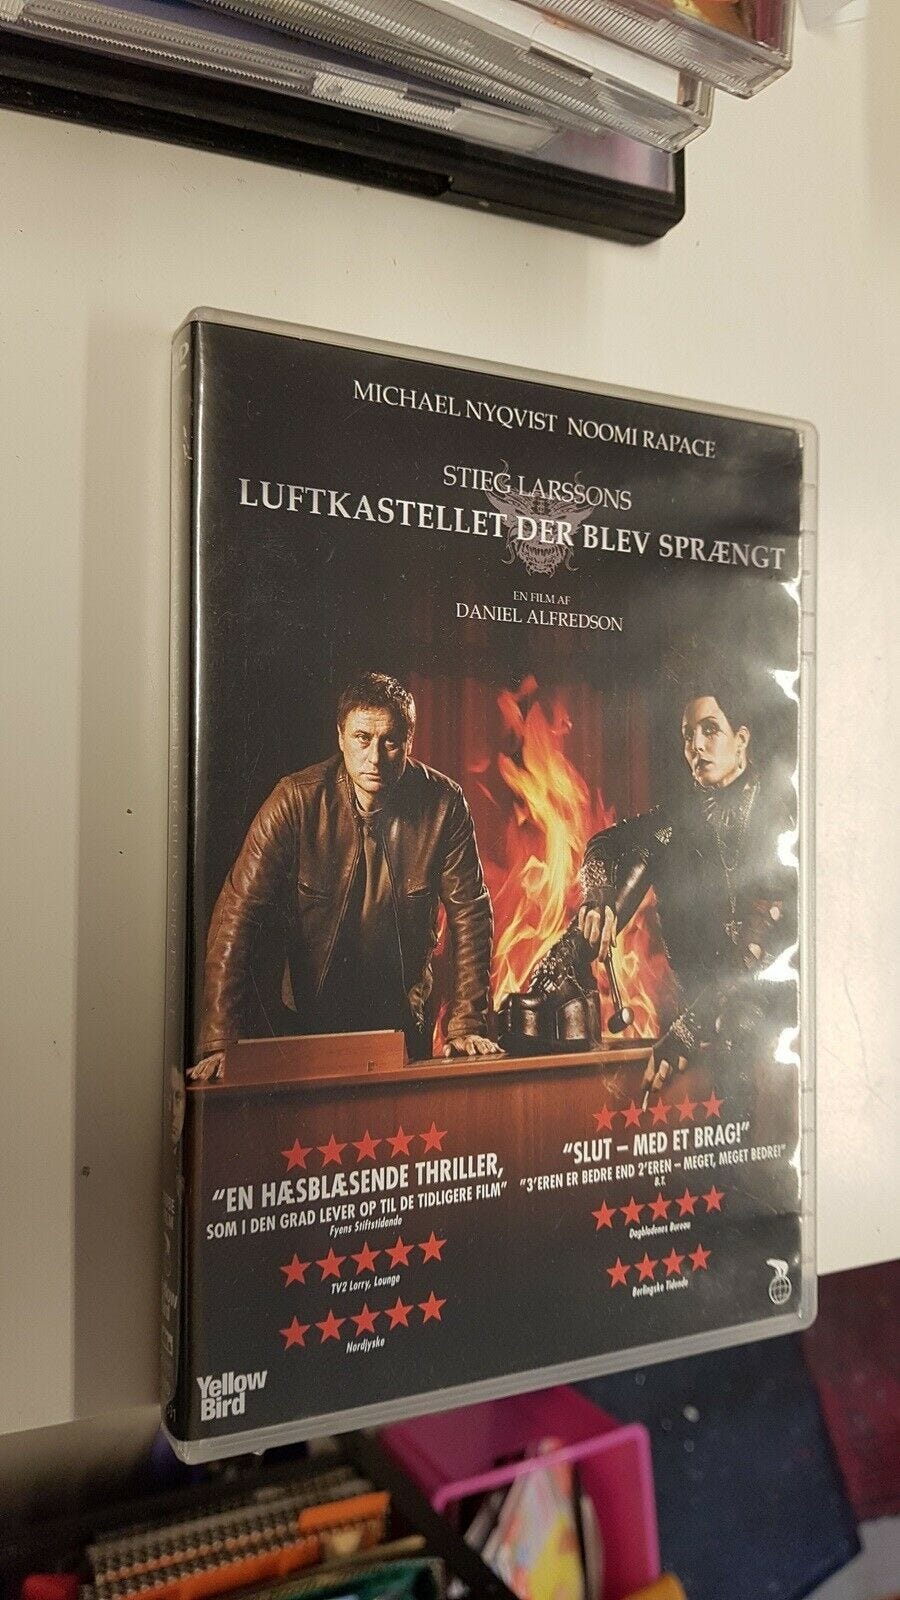 MICHAEL NYQVIST NOOMI RAPACE
STIEG LARSSONS
LUFTKASTELLET DER BLEV SPRÆNGT
EN FILM AF
DANIEL ALFREDSON
"EN HÆSBLÆSENDE THRILLER,
SOM I DEN GRAD LEVER OP TIL DE TIDLIGERE FILM"
Fyens Stiftstidende
TV2 Lorry, Lounge
Nordjyske
"SLUT – MED ET BRAG!"
"3'EREN ER BEDRE END 2'EREN – MEGET, MEGET BEDRE!"
B.T.
Dagbladenes Bureau
Berlingske Tidende
Yellow
Bird